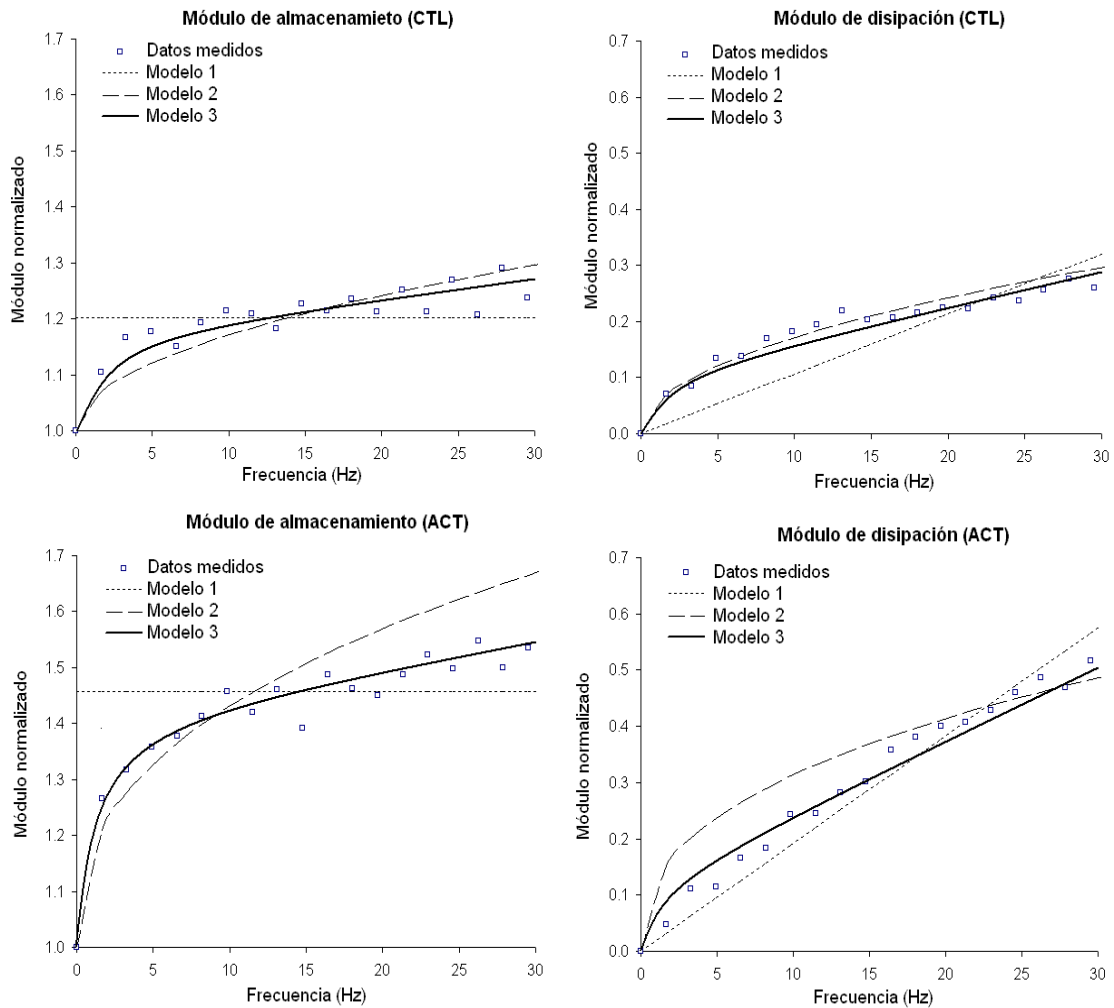 Módulo de almacenamieto (CTL)
Módulo normalizado
1.7
1.6
1.5
1.4
1.3
1.2
1.1
1.0
Datos medidos
Modelo 1
Modelo 2
Modelo 3
0 5 10 15 20 25 30
Frecuencia (Hz)
Módulo de disipación (CTL)
Módulo normalizado
0.7
0.6
0.5
0.4
0.3
0.2
0.1
0.0
Datos medidos
Modelo 1
Modelo 2
Modelo 3
0 5 10 15 20 25 30
Frecuencia (Hz)
Módulo de almacenamiento (ACT)
Módulo normalizado
1.7
1.6
1.5
1.4
1.3
1.2
1.1
1.0
Datos medidos
Modelo 1
Modelo 2
Modelo 3
0 5 10 15 20 25 30
Frecuencia (Hz)
Módulo de disipación (ACT)
Módulo normalizado
0.7
0.6
0.5
0.4
0.3
0.2
0.1
0.0
Datos medidos
Modelo 1
Modelo 2
Modelo 3
0 5 10 15 20 25 30
Frecuencia (Hz)